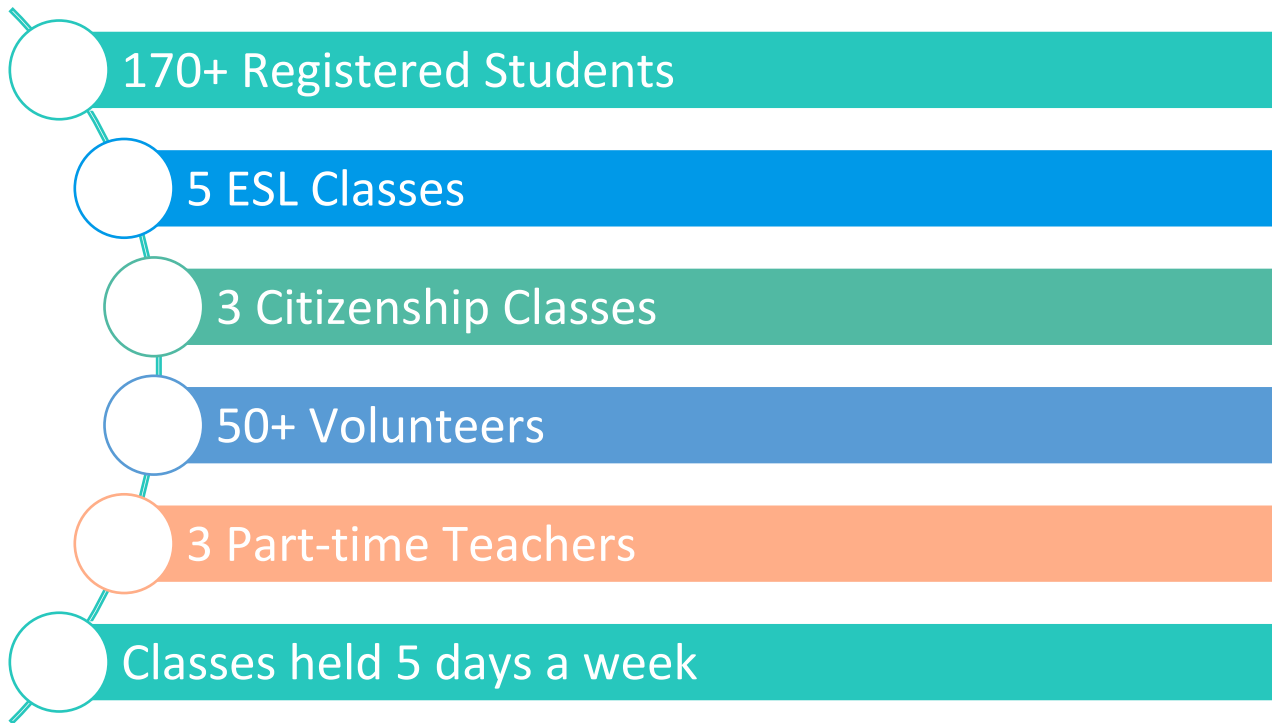 170+ Registered Students
5 ESL Classes
3 Citizenship Classes
50+ Volunteers
3 Part-time Teachers
Classes held 5 days a week